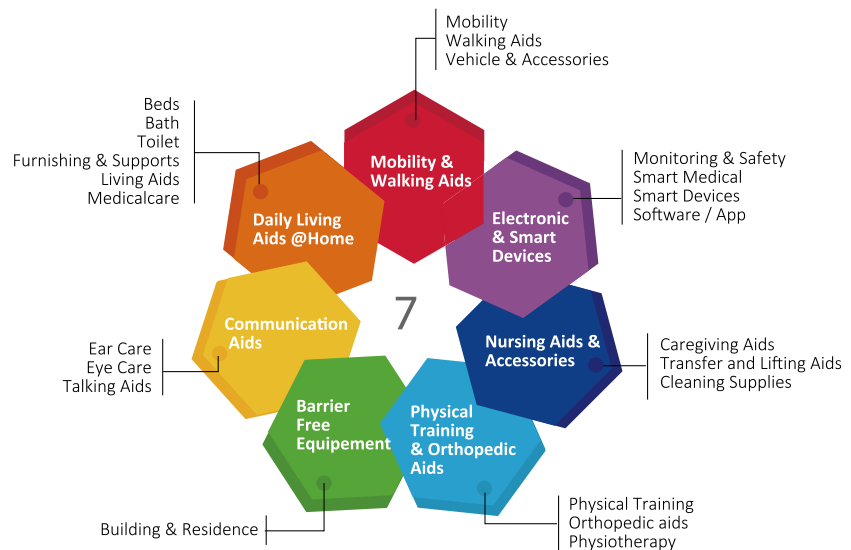 Mobility
Walking Aids
Vehicle & Accessories
Mobility &
Walking Aids
Beds
Bath
Toilet
Furnishing & Supports
Living Aids
Medicalcare
Daily Living
Aids @Home
Monitoring & Safety
Smart Medical
Smart Devices
Software / App
Electronic
& Smart
Devices
7
Communication
Aids
Ear Care
Eye Care
Talking Aids
Nursing Aids &
Accessories
Caregiving Aids
Transfer and Lifting Aids
Cleaning Supplies
Barrier
Free
Equipement
Building & Residence
Physical
Training
& Orthopedic
Aids
Physical Training
Orthopedic aids
Physiotherapy